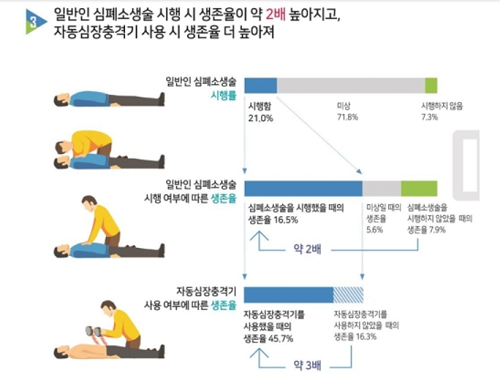 3
일반인 심폐소생술 시행 시 생존율이 약 2배 높아지고,
자동심장충격기 사용 시 생존율 더 높아져
일반인 심폐소생술
시행률
시행함
21.0%
미상
71.8%
시행하지 않음
7.3%
일반인 심폐소생술
시행 여부에 따른 생존율
심폐소생술을 시행했을 때의
생존율 16.5%
미상일 때의
생존율
5.6%
심폐소생술을
시행하지 않았을 때의
생존율 7.9%
약 2배
자동심장충격기
사용 여부에 따른 생존율
자동심장충격기를
사용했을 때의
생존율 45.7%
자동심장충격기를
사용하지 않았을 때의
생존율 16.3%
약 3배